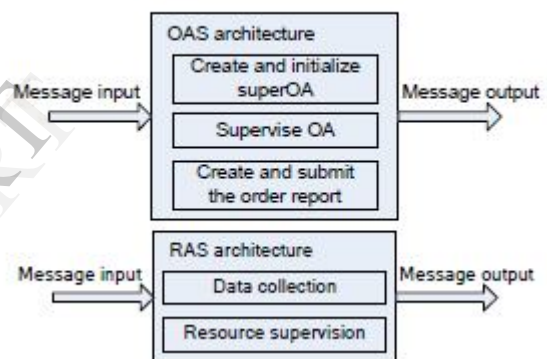 OAS architecture
Create and initialize
superOA
Message input
Message output
Supervise OA
Create and submit
the order report
RAS architecture
Message input
Message output
Data collection
Resource supervision